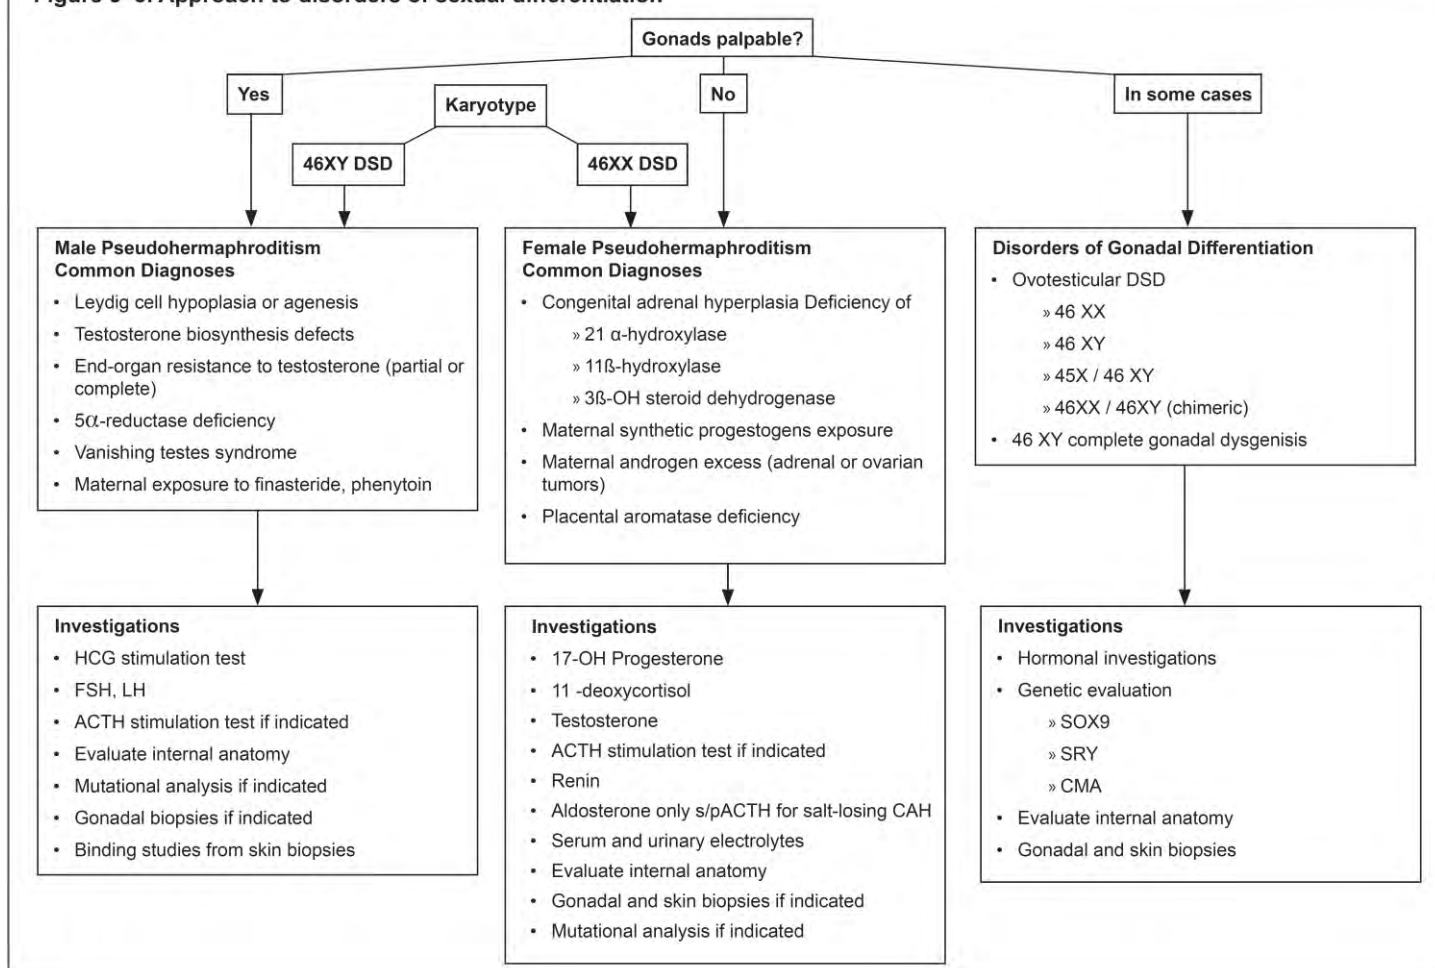 Gonads palpable?
Yes
Karyotype
No
In some cases
46XY DSD
46XX DSD
Male Pseudohermaphroditism
Common Diagnoses
• Leydig cell hypoplasia or agenesis
• Testosterone biosynthesis defects
• End-organ resistance to testosterone (partial or
complete)
• 5α-reductase deficiency
• Vanishing testes syndrome
• Maternal exposure to finasteride, phenytoin
Female Pseudohermaphroditism
Common Diagnoses
• Congenital adrenal hyperplasia Deficiency of
» 21 α-hydroxylase
» 11ß-hydroxylase
» 3ß-OH steroid dehydrogenase
• Maternal synthetic progestogens exposure
• Maternal androgen excess (adrenal or ovarian
tumors)
• Placental aromatase deficiency
Disorders of Gonadal Differentiation
• Ovotesticular DSD
» 46 XX
» 46 XY
» 45X / 46 XY
» 46XX / 46XY (chimeric)
• 46 XY complete gonadal dysgenisis
Investigations
• HCG stimulation test
• FSH, LH
• ACTH stimulation test if indicated
• Evaluate internal anatomy
• Mutational analysis if indicated
• Gonadal biopsies if indicated
• Binding studies from skin biopsies
Investigations
• 17-OH Progesterone
• 11 -deoxycortisol
• Testosterone
• ACTH stimulation test if indicated
• Renin
• Aldosterone only s/pACTH for salt-losing CAH
• Serum and urinary electrolytes
• Evaluate internal anatomy
• Gonadal and skin biopsies if indicated
• Mutational analysis if indicated
Investigations
• Hormonal investigations
• Genetic evaluation
» SOX9
» SRY
» CMA
• Evaluate internal anatomy
• Gonadal and skin biopsies